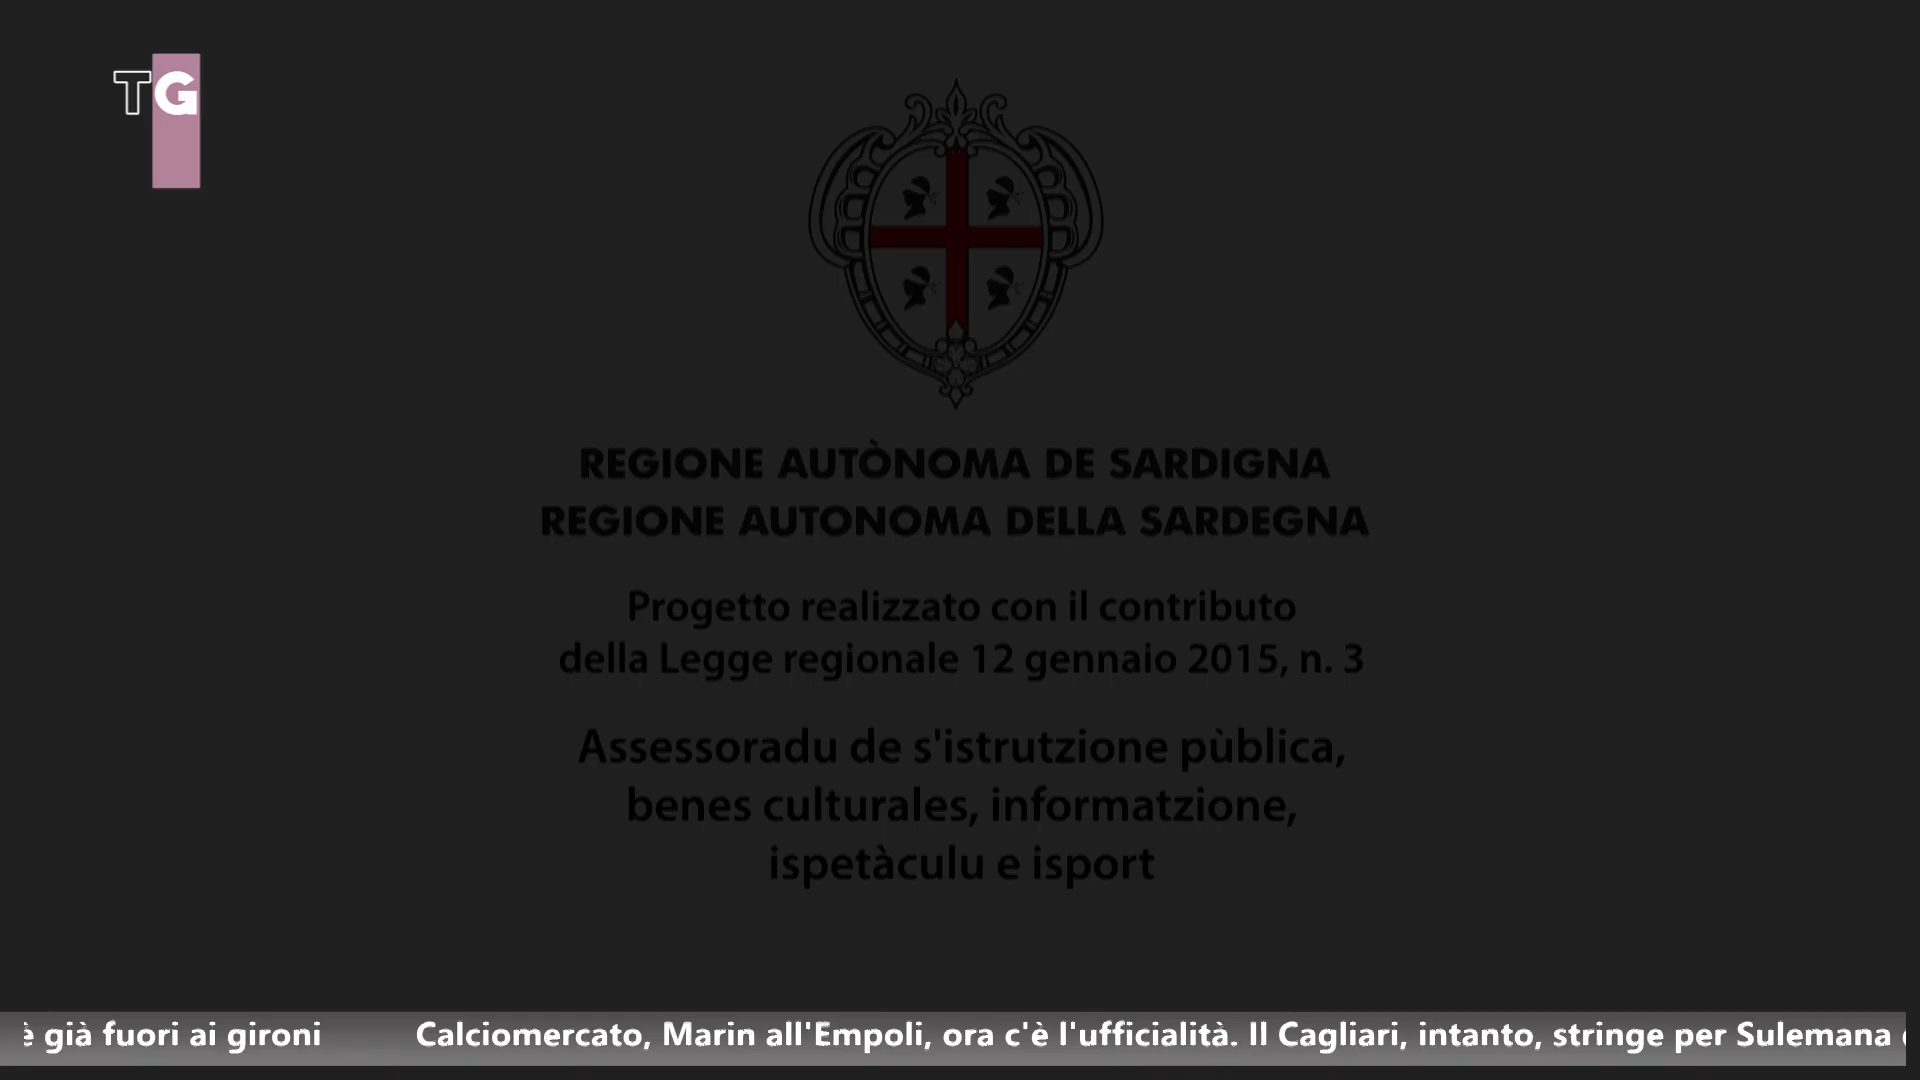 TG
REGIONE AUTÒNOMA DE SARDIGNA
REGIONE AUTONOMA DELLA SARDEGNA
Progetto realizzato con il contributo
della Legge regionale 12 gennaio 2015, n. 3
Assessoradu de s'istrutzione pùblica,
benes culturales, informatzione,
ispetàculu e isport
è già fuori ai gironi Calciomercato, Marin all'Empoli, ora c'è l'ufficialità. Il Cagliari, intanto, stringe per Sulemana